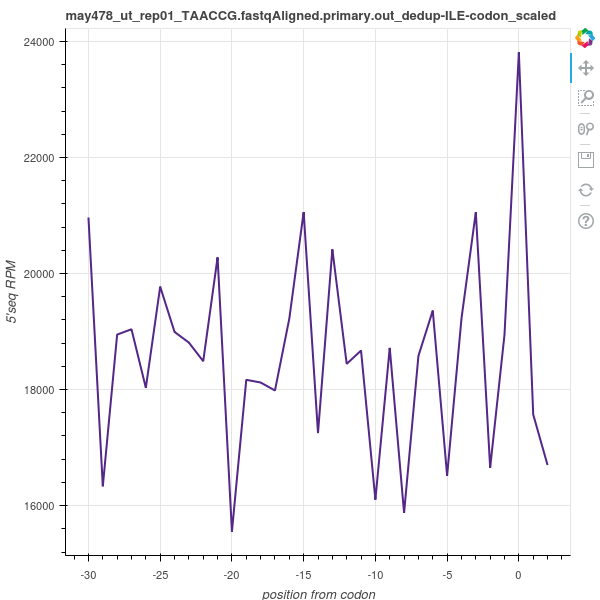 may478_ut_rep01_TAACCG.fastqAligned.primary.out_dedup-ILE-codon_scaled
24000
22000
20000
18000
16000
5'seq RPM
-30 -25 -20 -15 -10 -5 0
position from codon